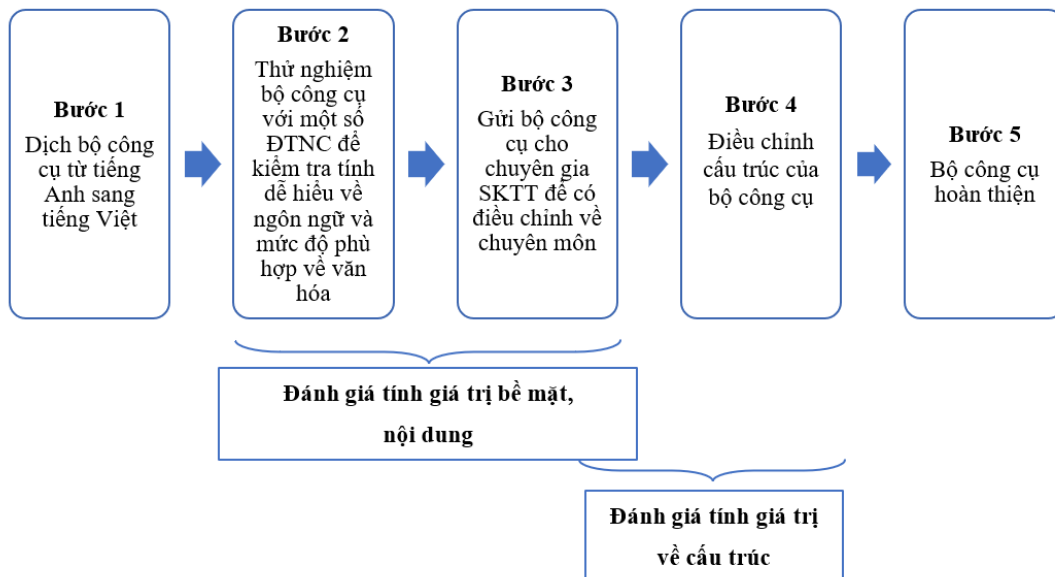 Bước 1
Dịch bộ công
cụ từ tiếng
Anh sang
tiếng Việt
Bước 2
Thử nghiệm
bộ công cụ
với một số
ĐTNC để
kiểm tra tính
dễ hiểu về
ngôn ngữ và
mức độ phù
hợp về văn
hóa
Bước 3
Gửi bộ công
cụ cho
chuyên gia
SKTT để có
điều chỉnh về
chuyên môn
Bước 4
Điều chỉnh
cấu trúc của
bộ công cụ
Bước 5
Bộ công cụ
hoàn thiện
Đánh giá tính giá trị bề mặt,
nội dung
Đánh giá tính giá trị
về cấu trúc